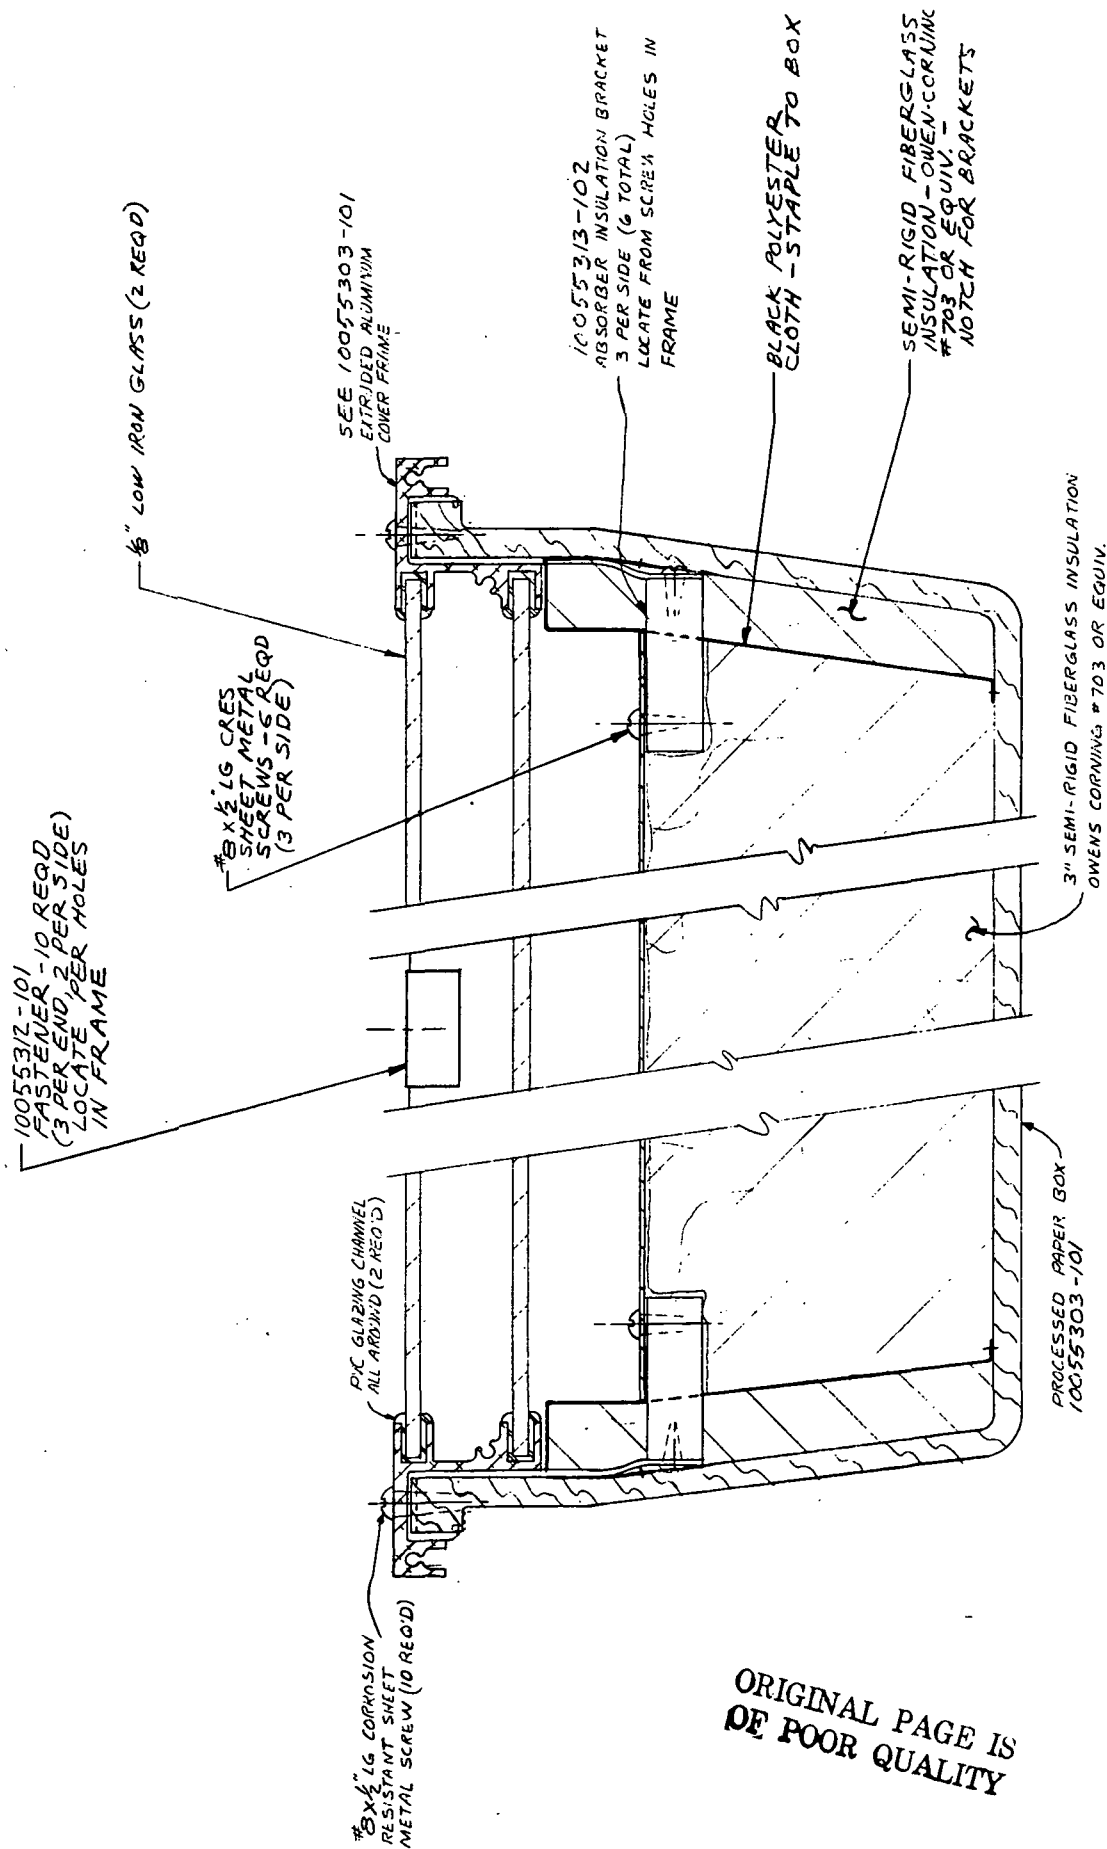 10055312-101
FASTENER - 10 REQD
(3 PER END, 2 PER SIDE)
LOCATE PER HOLES
IN FRAME
#8 x 1/2" LG CRES
SHEET METAL
SCREWS - 6 REQD
(3 PER SIDE)
1/8" LOW IRON GLASS (2 REQD)
SEE 10055303-101
EXTRUDED ALUMINUM
COVER FRAME
10055313-102
ABSORBER INSULATION BRACKET
3 PER SIDE (6 TOTAL)
LOCATE FROM SCREW HOLES IN
FRAME
BLACK POLYESTER
CLOTH - STAPLE TO BOX
SEMI-RIGID FIBERGLASS
INSULATION - OWEN-CORNING
#703 OR EQUIV. -
NOTCH FOR BRACKETS
3" SEMI-RIGID FIBERGLASS INSULATION
OWENS CORNING #703 OR EQUIV.
PROCESSED PAPER BOX
10055303-101
PVC GLAZING CHANNEL
ALL AROUND (2 REQ'D)
#8 x 1/2" LG CORROSION
RESISTANT SHEET
METAL SCREW (10 REQ'D)
ORIGINAL PAGE IS
OF POOR QUALITY